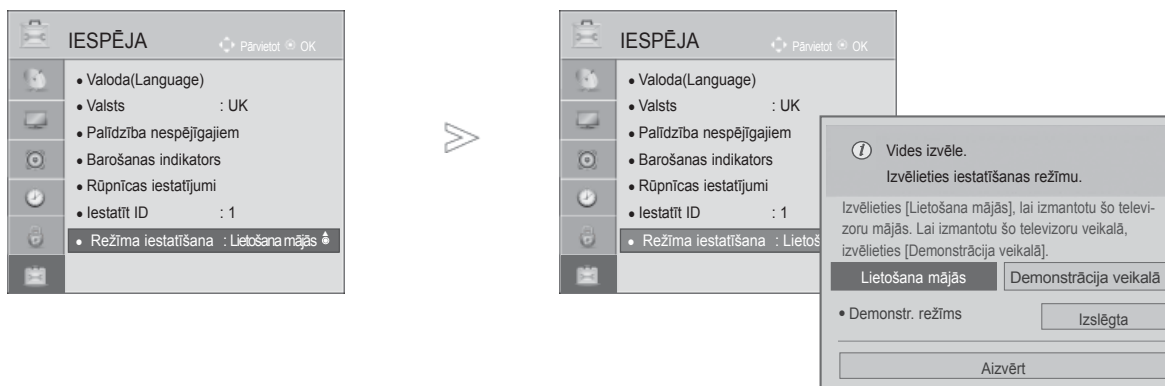 IESPĒJA
Pārvietot OK
• Valoda(Language)
• Valsts : UK
• Palīdzība nespējīgajiem
• Barošanas indikators
• Rūpnīcas iestatījumi
• Iestatīt ID : 1
• Režīma iestatīšana : Lietošana mājās
IESPĒJA
Pārvietot OK
• Valoda(Language)
• Valsts : UK
• Palīdzība nespējīgajiem
• Barošanas indikators
• Rūpnīcas iestatījumi
• Iestatīt ID : 1
• Režīma iestatīšana : Lietoš
i Vides izvēle.
Izvēlieties iestatīšanas režīmu.
Izvēlieties [Lietošana mājās], lai izmantotu šo televi-
zoru mājās. Lai izmantotu šo televizoru veikalā,
izvēlieties [Demonstrācija veikalā].
Lietošana mājās Demonstrācija veikalā
• Demonstr. režīms Izslēgta
Aizvērt